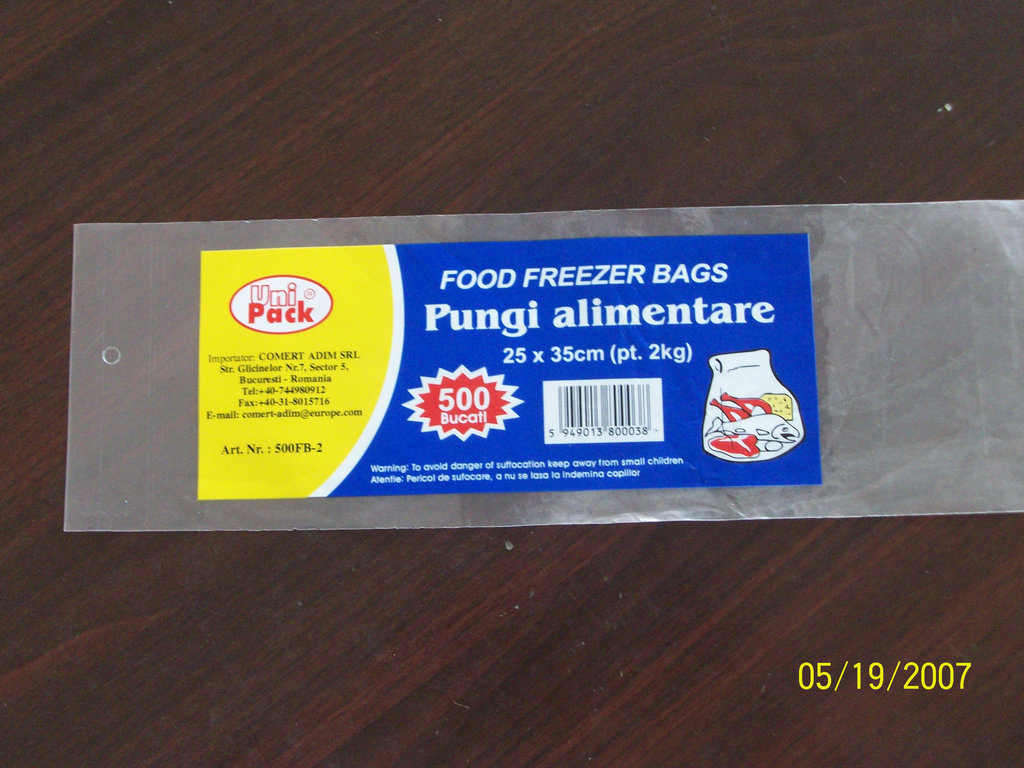 Uni ®
Pack
Importator: COMERT ADIM SRL
Str. Glicinelor Nr.7, Sector 5,
Bucuresti - Romania
Tel:+40-744980912
Fax:+40-31-8015716
E-mail: comert-adim@europe.com
Art. Nr. : 500FB-2
FOOD FREEZER BAGS
Pungi alimentare
25 x 35cm (pt. 2kg)
500
Bucati
5 949013 800038 >
Warning: To avoid danger of suffocation keep away from small children
Atentie: Pericol de sufocare, a nu se lasa la indemina copiilor
05/19/2007